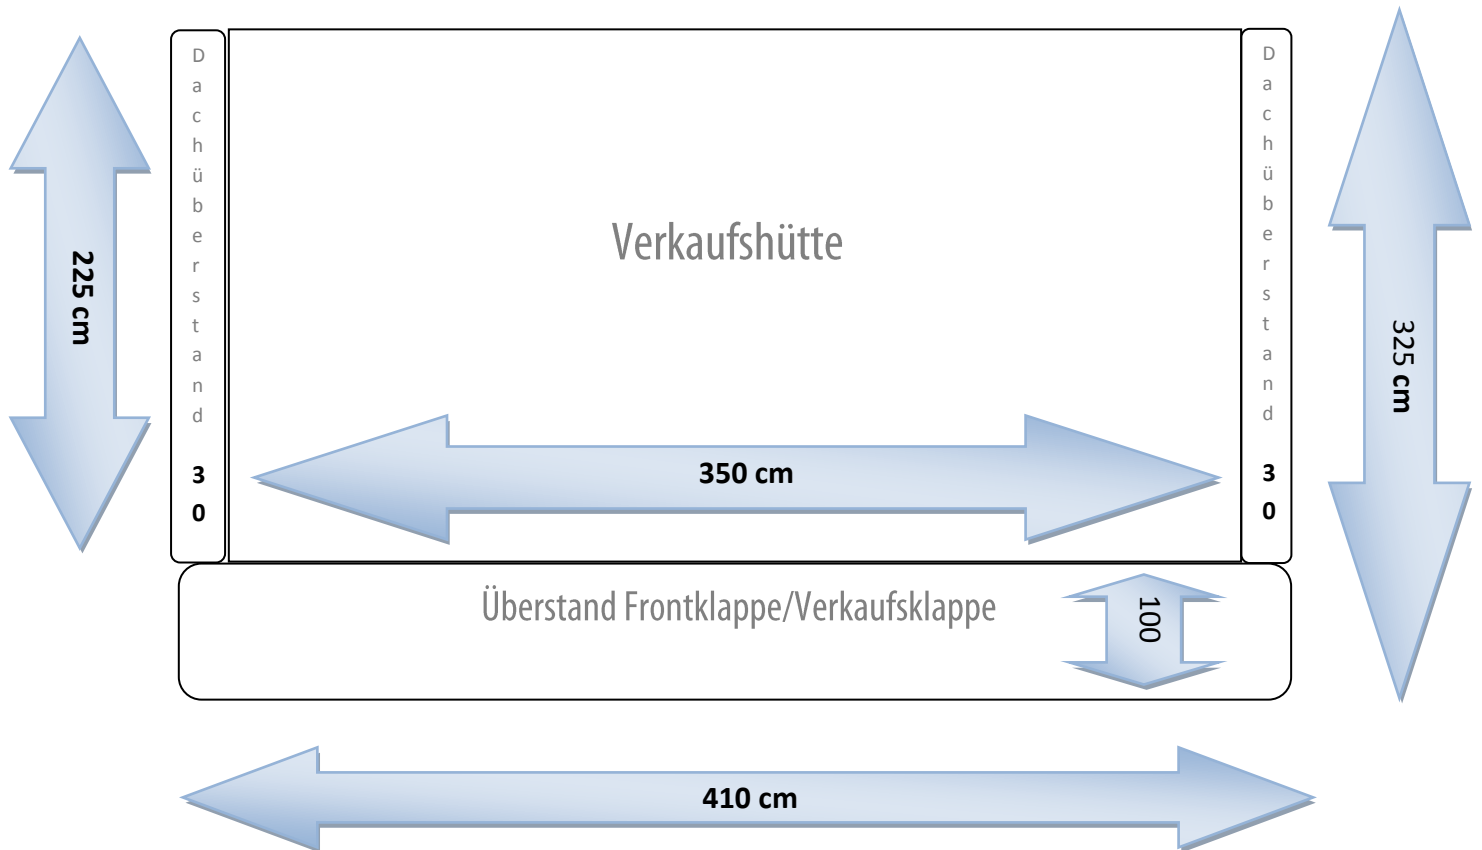 Dachüberstand
30
Dachüberstand
30
225 cm
Verkaufshütte
325 cm
350 cm
Überstand Frontklappe/Verkaufsklappe
100
410 cm